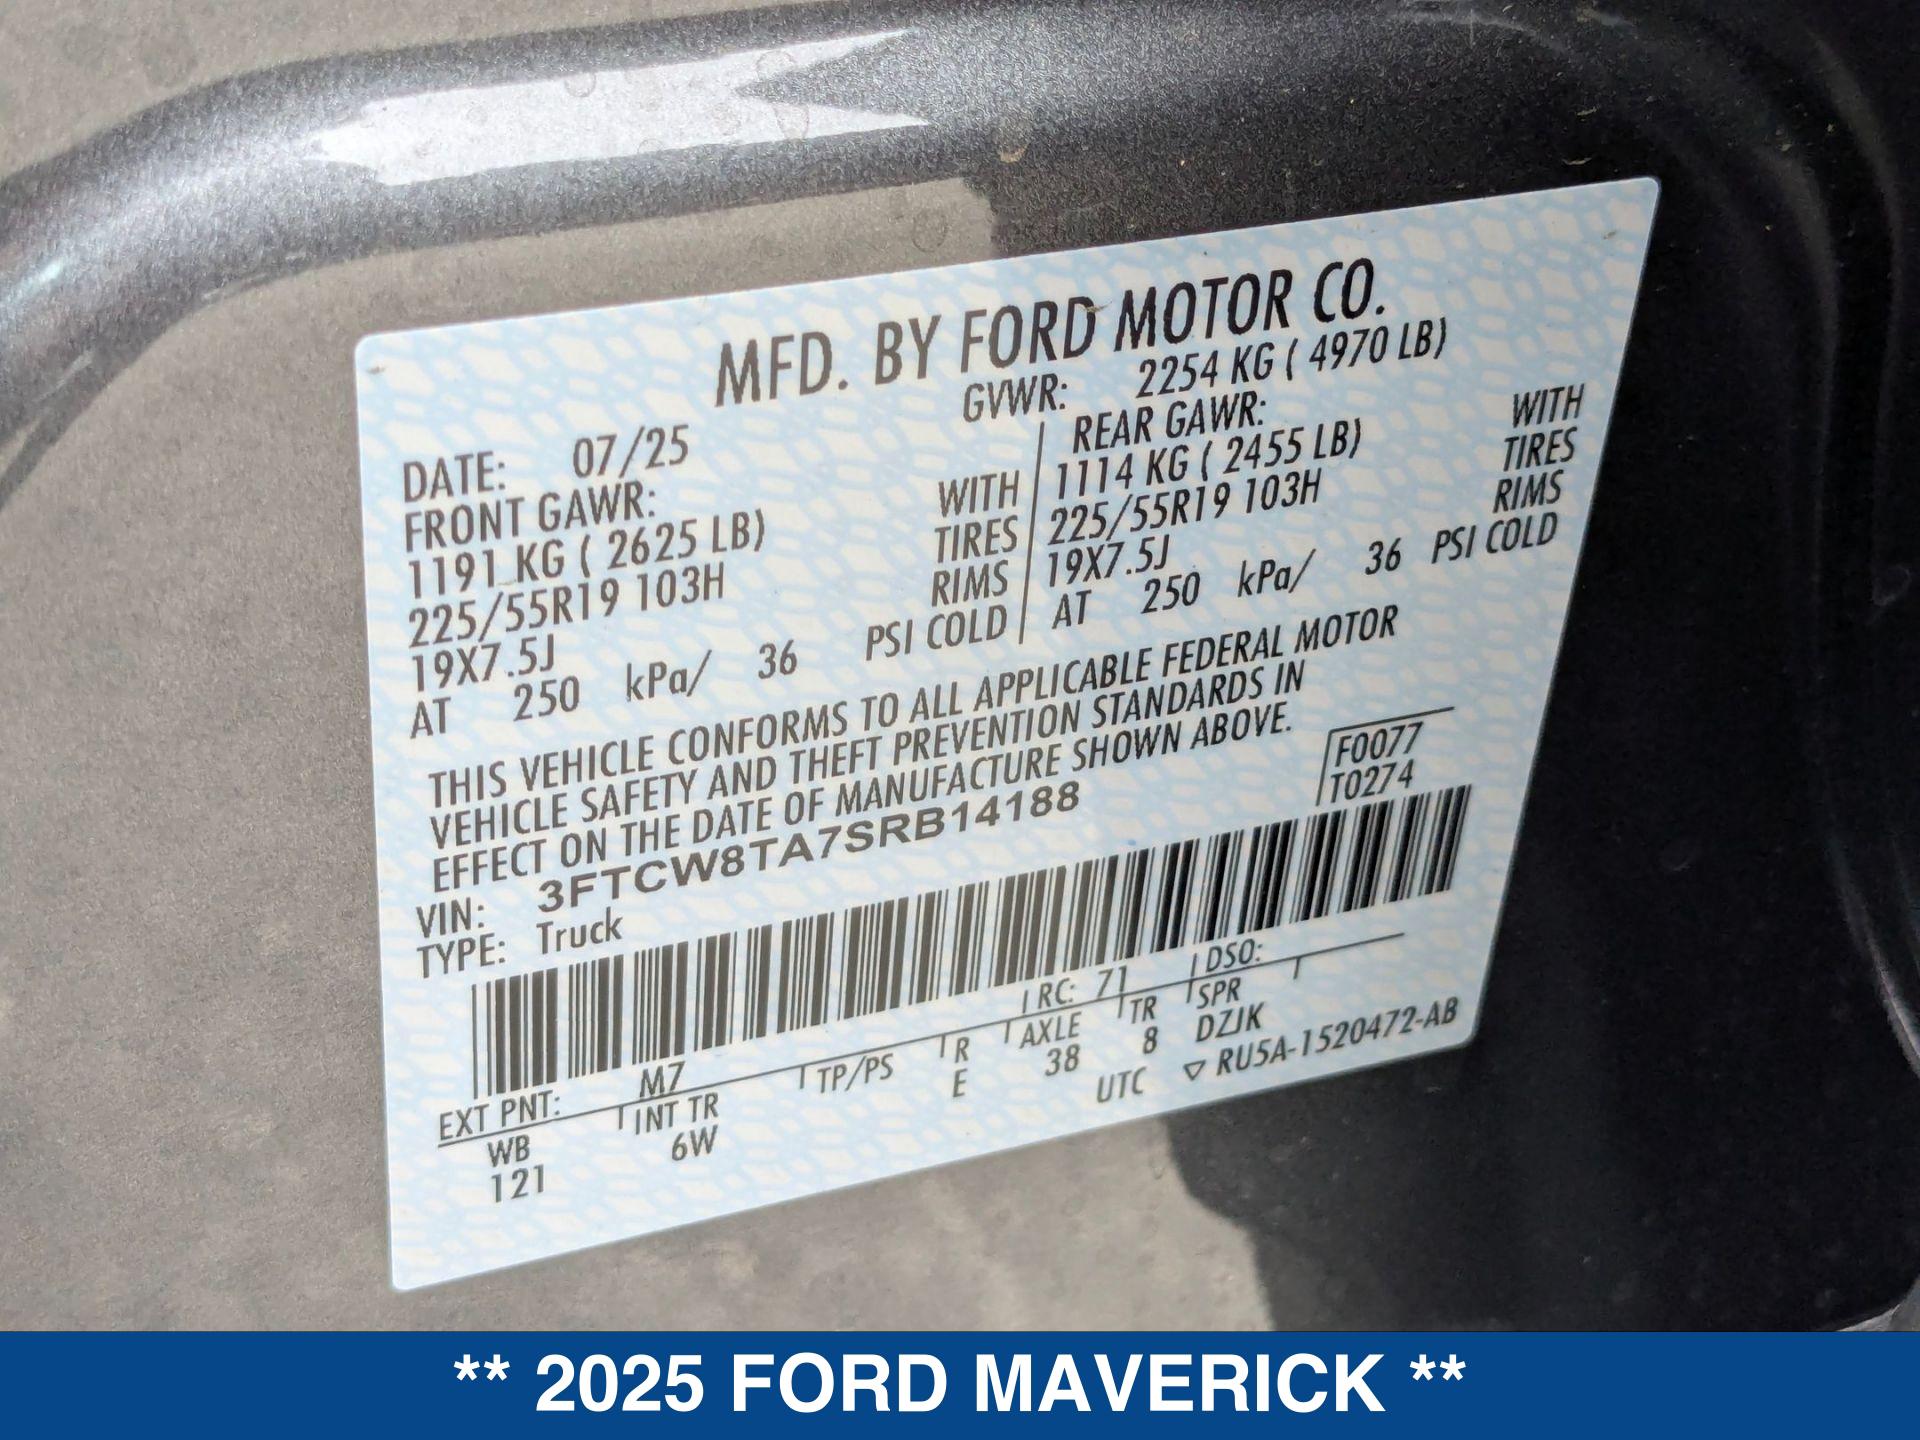 MFD. BY FORD MOTOR CO.
GVWR: 2254 KG ( 4970 LB)
DATE: 07/25
FRONT GAWR:
1191 KG ( 2625 LB) WITH
225/55R19 103H TIRES
19X7.5J RIMS
AT 250 kPa/ 36 PSI COLD
REAR GAWR:
1114 KG ( 2455 LB) WITH
225/55R19 103H TIRES
19X7.5J RIMS
AT 250 kPa/ 36 PSI COLD
THIS VEHICLE CONFORMS TO ALL APPLICABLE FEDERAL MOTOR
VEHICLE SAFETY AND THEFT PREVENTION STANDARDS IN
EFFECT ON THE DATE OF MANUFACTURE SHOWN ABOVE.
F0077
T0274
VIN: 3FTCW8TA7SRB14188
TYPE: Truck
EXT PNT: M7 RC: 71 DSO:
WB INT TR TP/PS R AXLE TR SPR
121 6W E 38 8 DZJK
UTC ▽ RU5A-1520472-AB
** 2025 FORD MAVERICK **